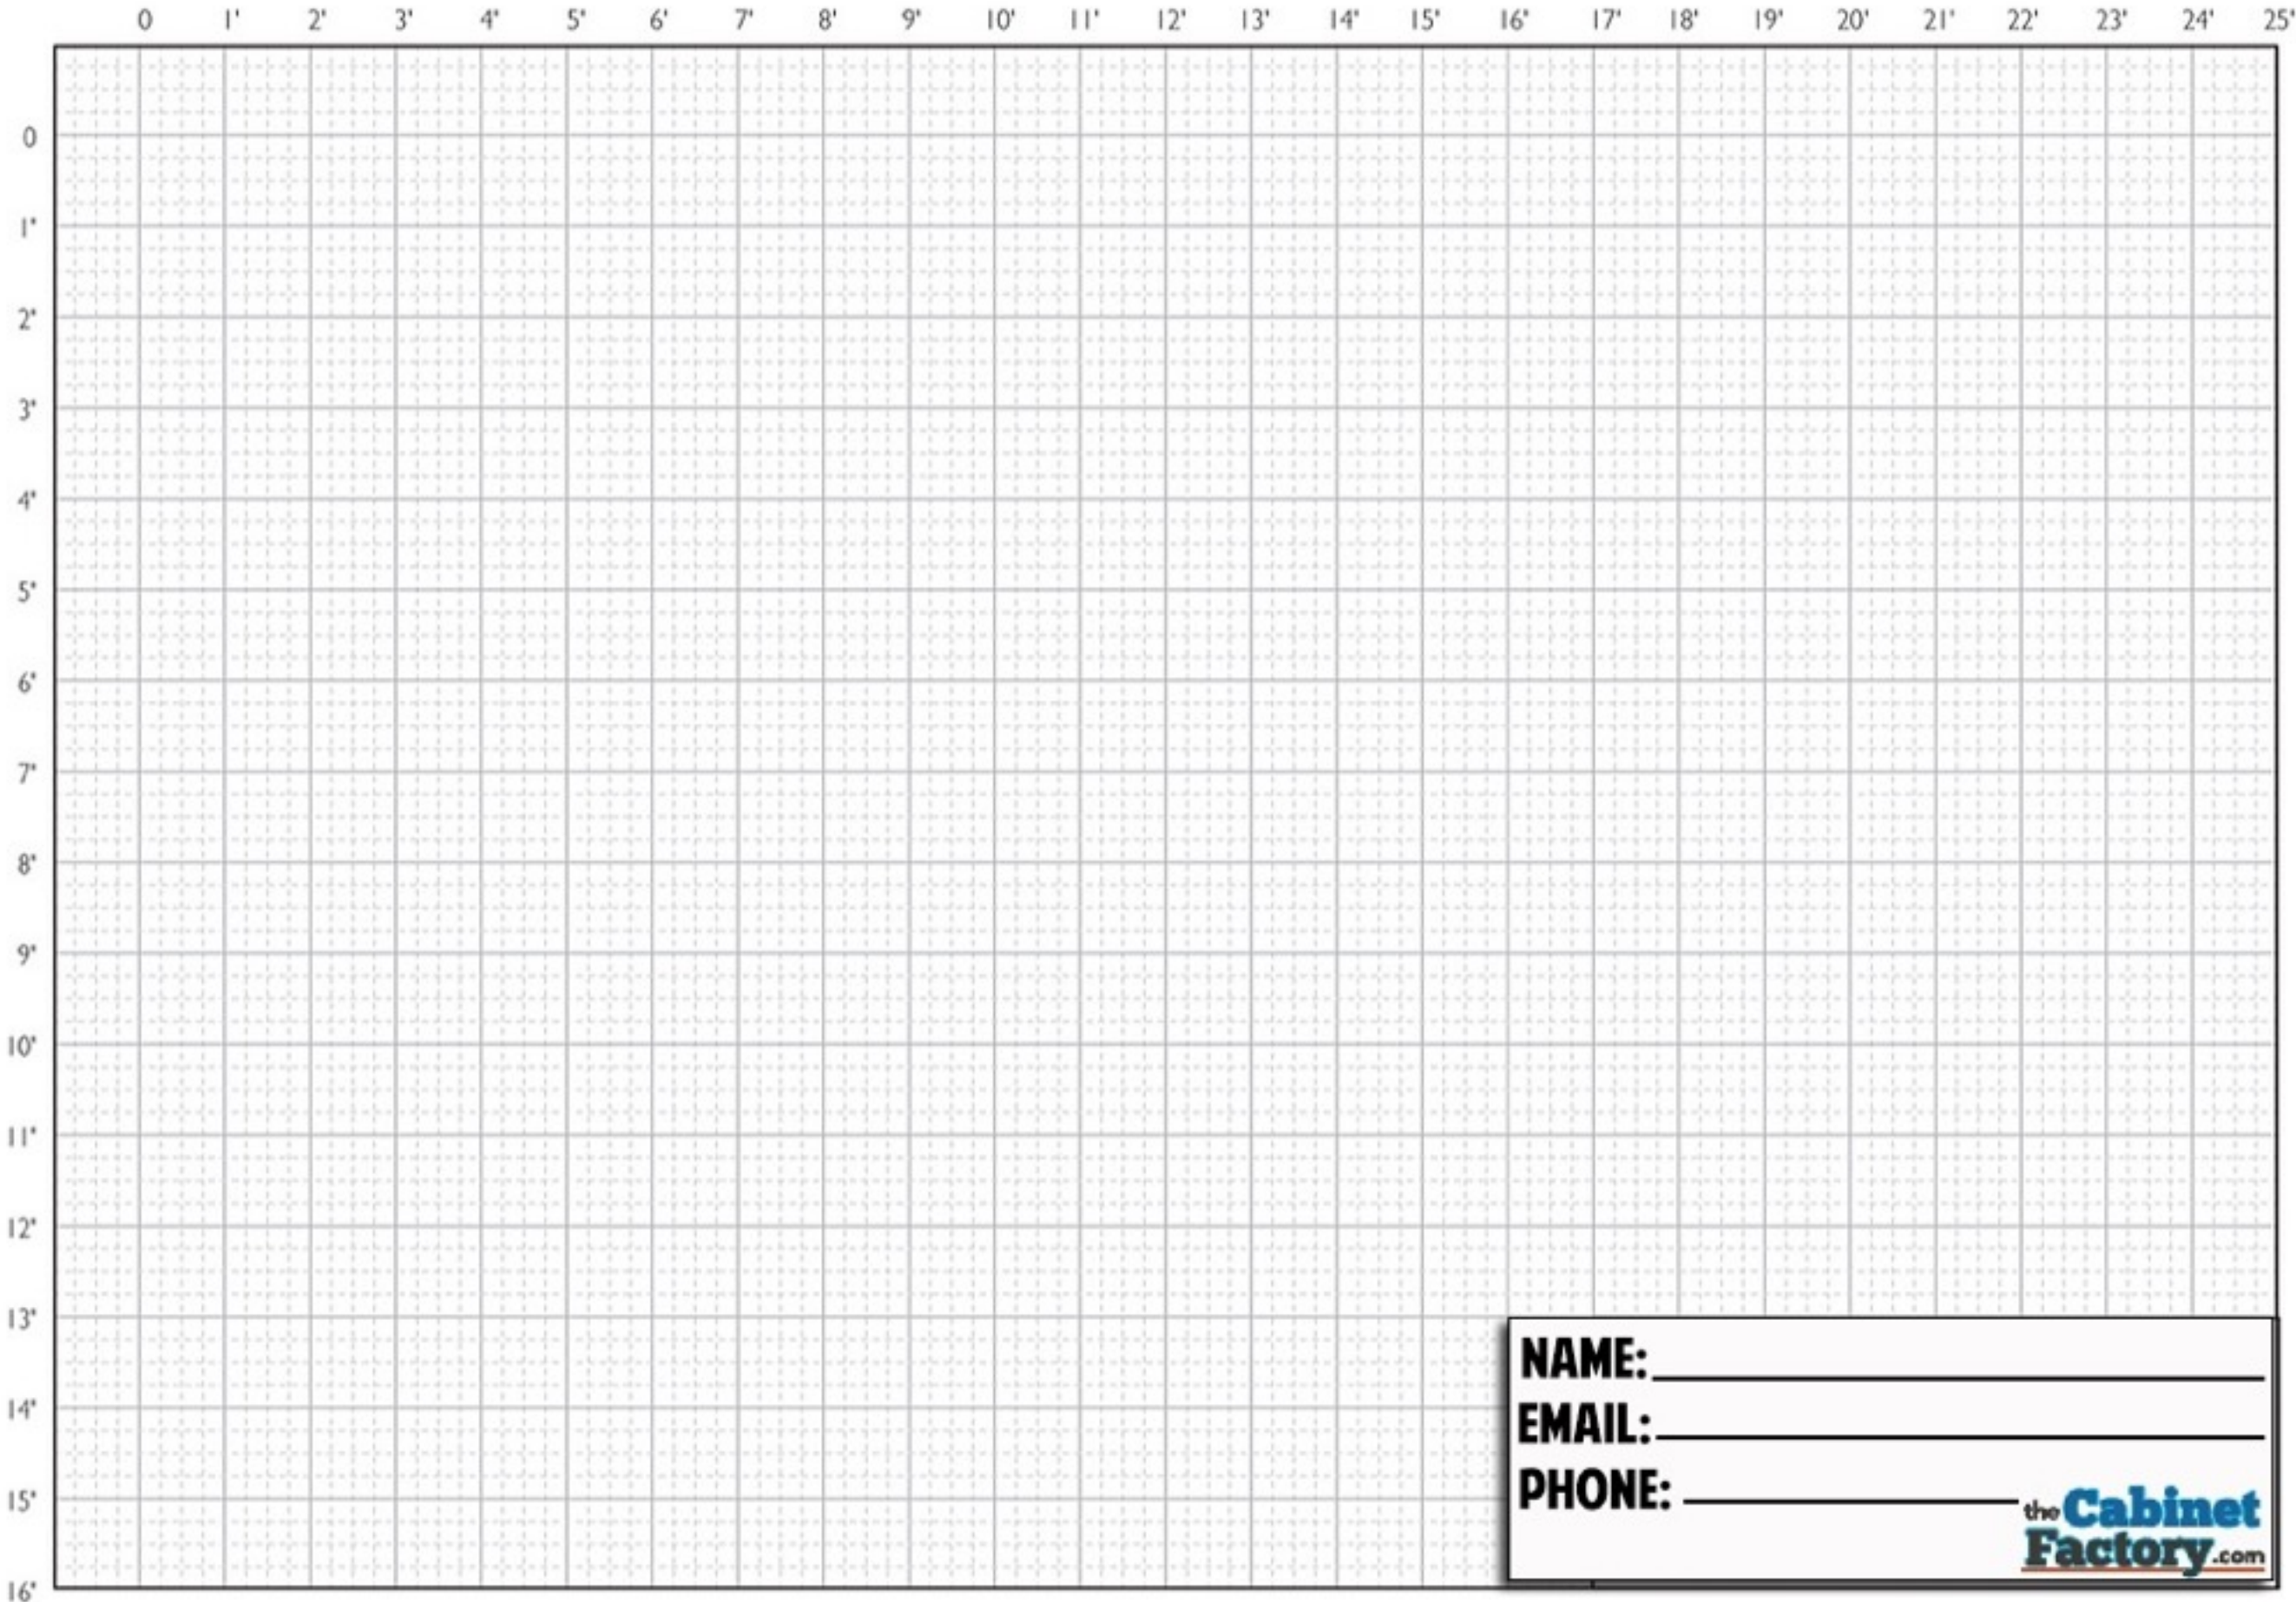 0 1' 2' 3' 4' 5' 6' 7' 8' 9' 10' 11' 12' 13' 14' 15' 16' 17' 18' 19' 20' 21' 22' 23' 24' 25'
0
1'
2'
3'
4'
5'
6'
7'
8'
9'
10'
11'
12'
13'
14'
15'
16'
NAME:
EMAIL:
PHONE:
the Cabinet
Factory.com